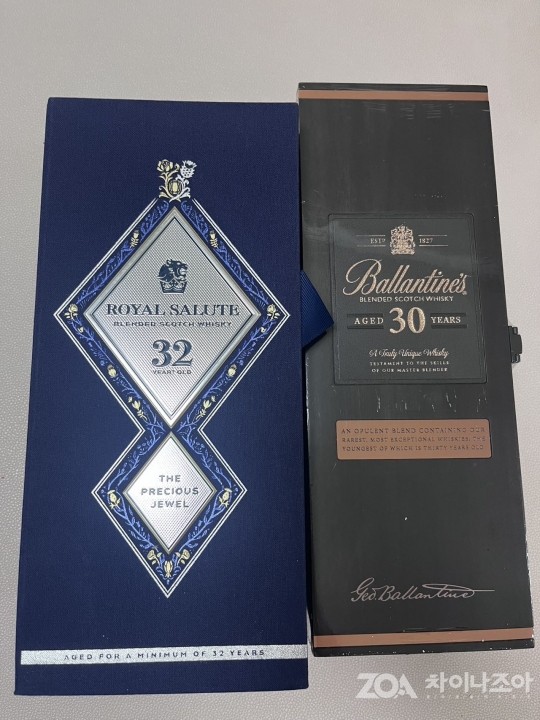 ROYAL SALUTE
BLENDED SCOTCH WHISKY
32
YEAR OLD
THE
PRECIOUS
JEWEL
AGED FOR A MINIMUM OF 32 YEARS
ESTD 1827
Ballantine's
BLENDED SCOTCH WHISKY
AGED 30 YEARS
A Truly Unique Whisky
TESTAMENT TO THE SKILLS
OF OUR MASTER BLENDER
AN OPULENT BLEND CONTAINING OUR
RAREST, MOST EXCEPTIONAL WHISKIES, THE
YOUNGEST OF WHICH IS THIRTY YEARS OLD
Geo. Ballantine
ZOA 차이나조아